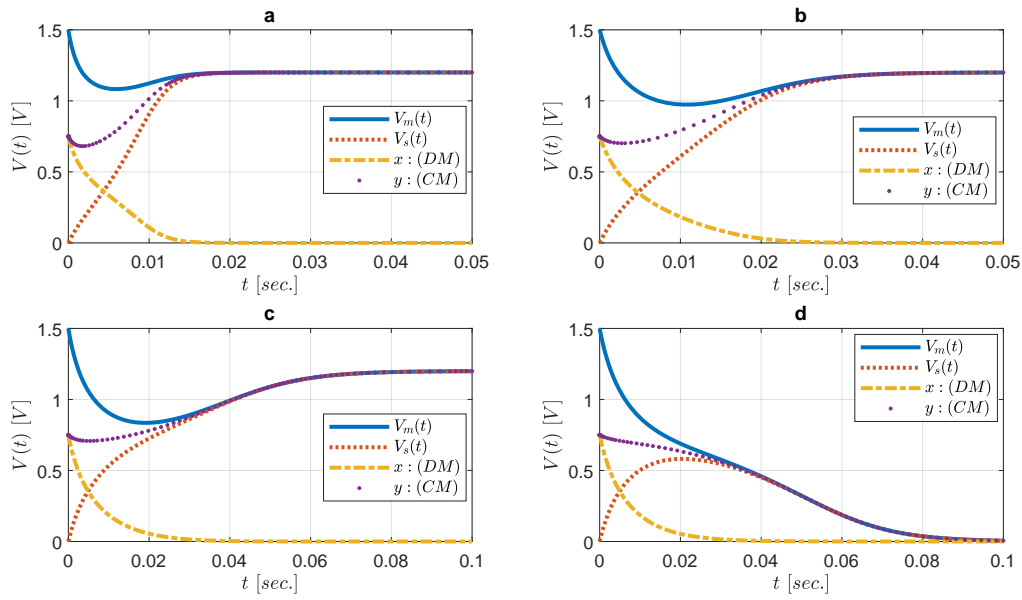 a
V(t) [V]
1.5
1
0.5
0
V_m(t)
V_s(t)
x : (DM)
y : (CM)
0 0.01 0.02 0.03 0.04 0.05
t [sec.]
b
V(t) [V]
1.5
1
0.5
0
V_m(t)
V_s(t)
x : (DM)
y : (CM)
0 0.01 0.02 0.03 0.04 0.05
t [sec.]
c
V(t) [V]
1.5
1
0.5
0
V_m(t)
V_s(t)
x : (DM)
y : (CM)
0 0.02 0.04 0.06 0.08 0.1
t [sec.]
d
V(t) [V]
1.5
1
0.5
0
V_m(t)
V_s(t)
x : (DM)
y : (CM)
0 0.02 0.04 0.06 0.08 0.1
t [sec.]